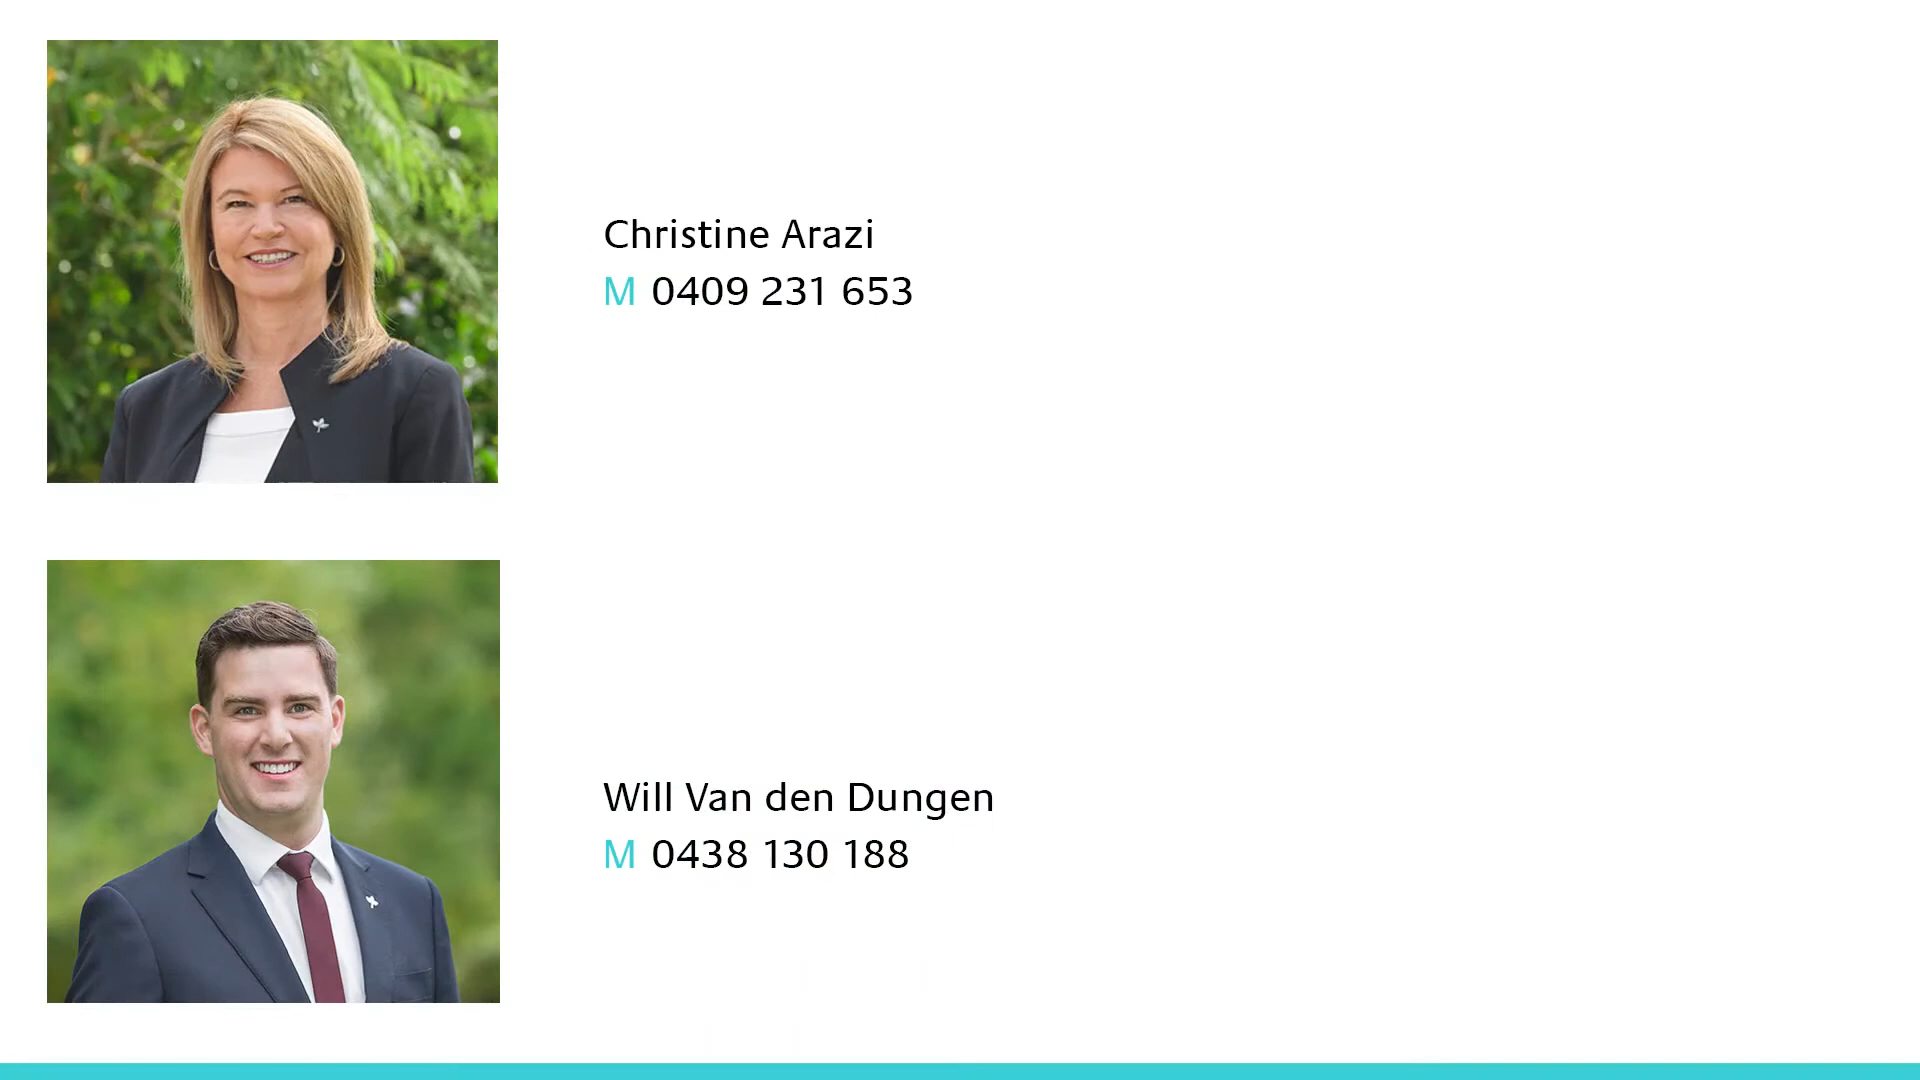 Christine Arazi
M 0409 231 653
Will Van den Dungen
M 0438 130 188